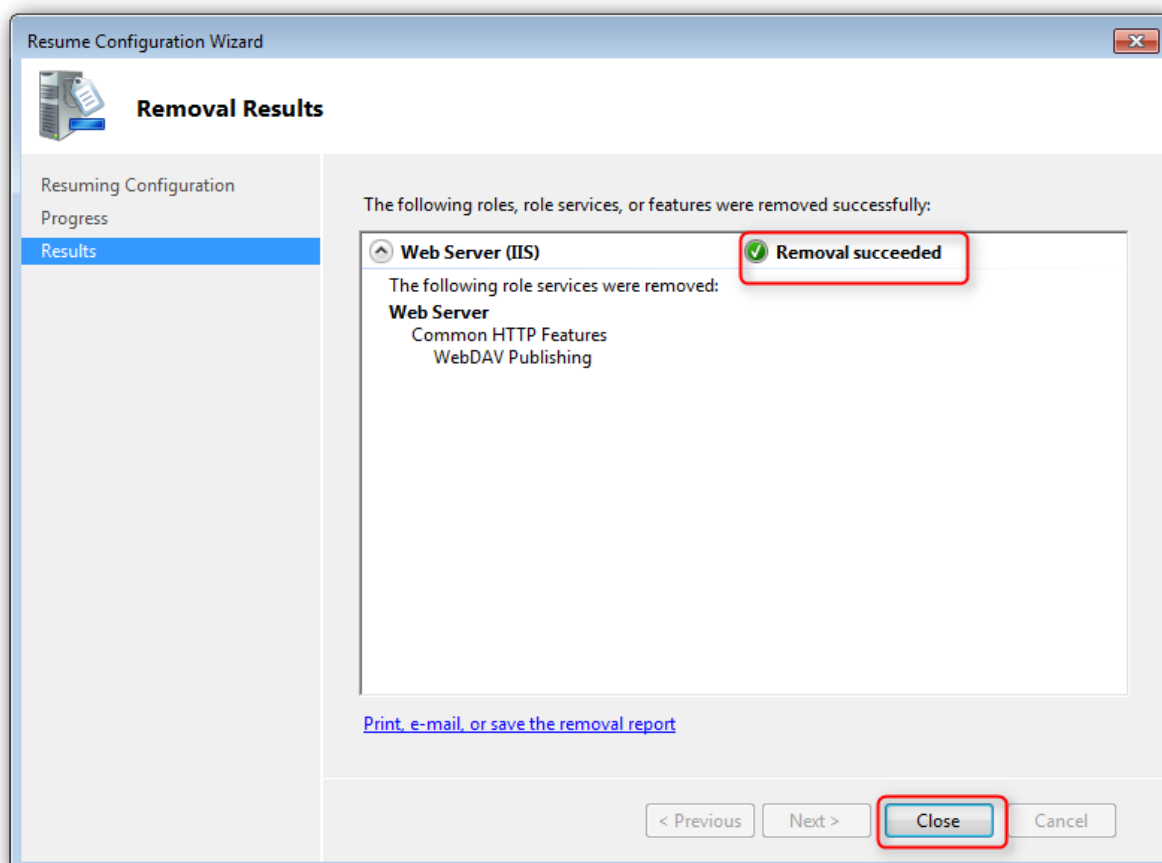 Resume Configuration Wizard
Removal Results
Resuming Configuration
Progress
Results
The following roles, role services, or features were removed successfully:
Web Server (IIS) Removal succeeded
The following role services were removed:
Web Server
Common HTTP Features
WebDAV Publishing
Print, e-mail, or save the removal report
< Previous Next > Close Cancel